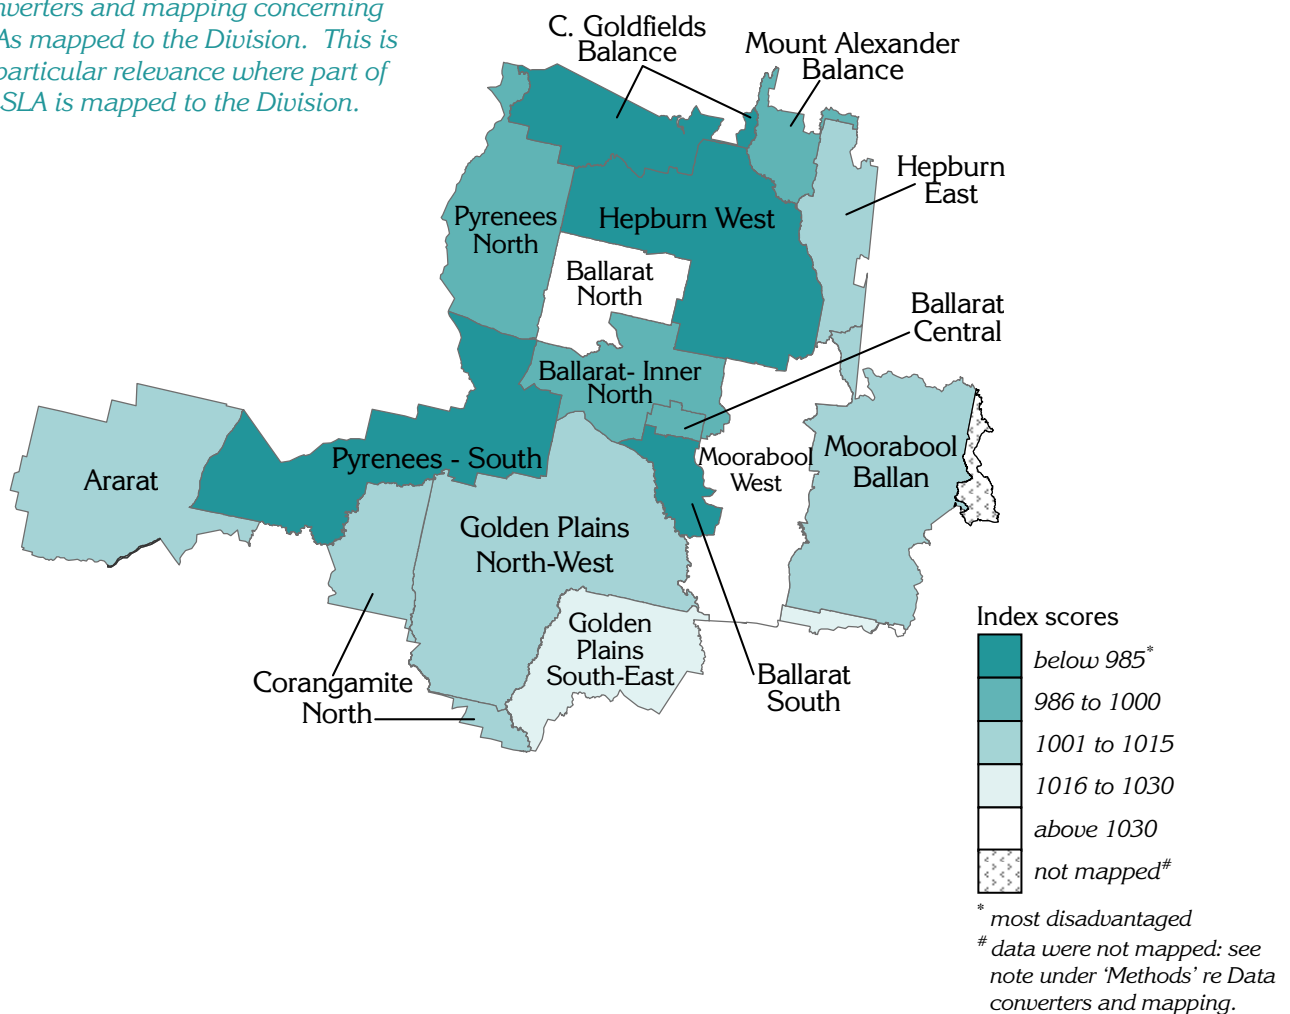 nverters and mapping concerning
As mapped to the Division. This is
particular relevance where part of
SLA is mapped to the Division.
C. Goldfields
Balance
Mount Alexander
Balance
Hepburn
East
Pyrenees
North
Hepburn West
Ballarat
North
Ballarat
Central
Ballarat- Inner
North
Ararat
Pyrenees - South
Moorabool
West
Moorabool
Ballan
Golden Plains
North-West
Golden
Plains
South-East
Corangamite
North
Ballarat
South
Index scores
below 985*
986 to 1000
1001 to 1015
1016 to 1030
above 1030
not mapped#
* most disadvantaged
# data were not mapped: see
note under ‘Methods’ re Data
converters and mapping.